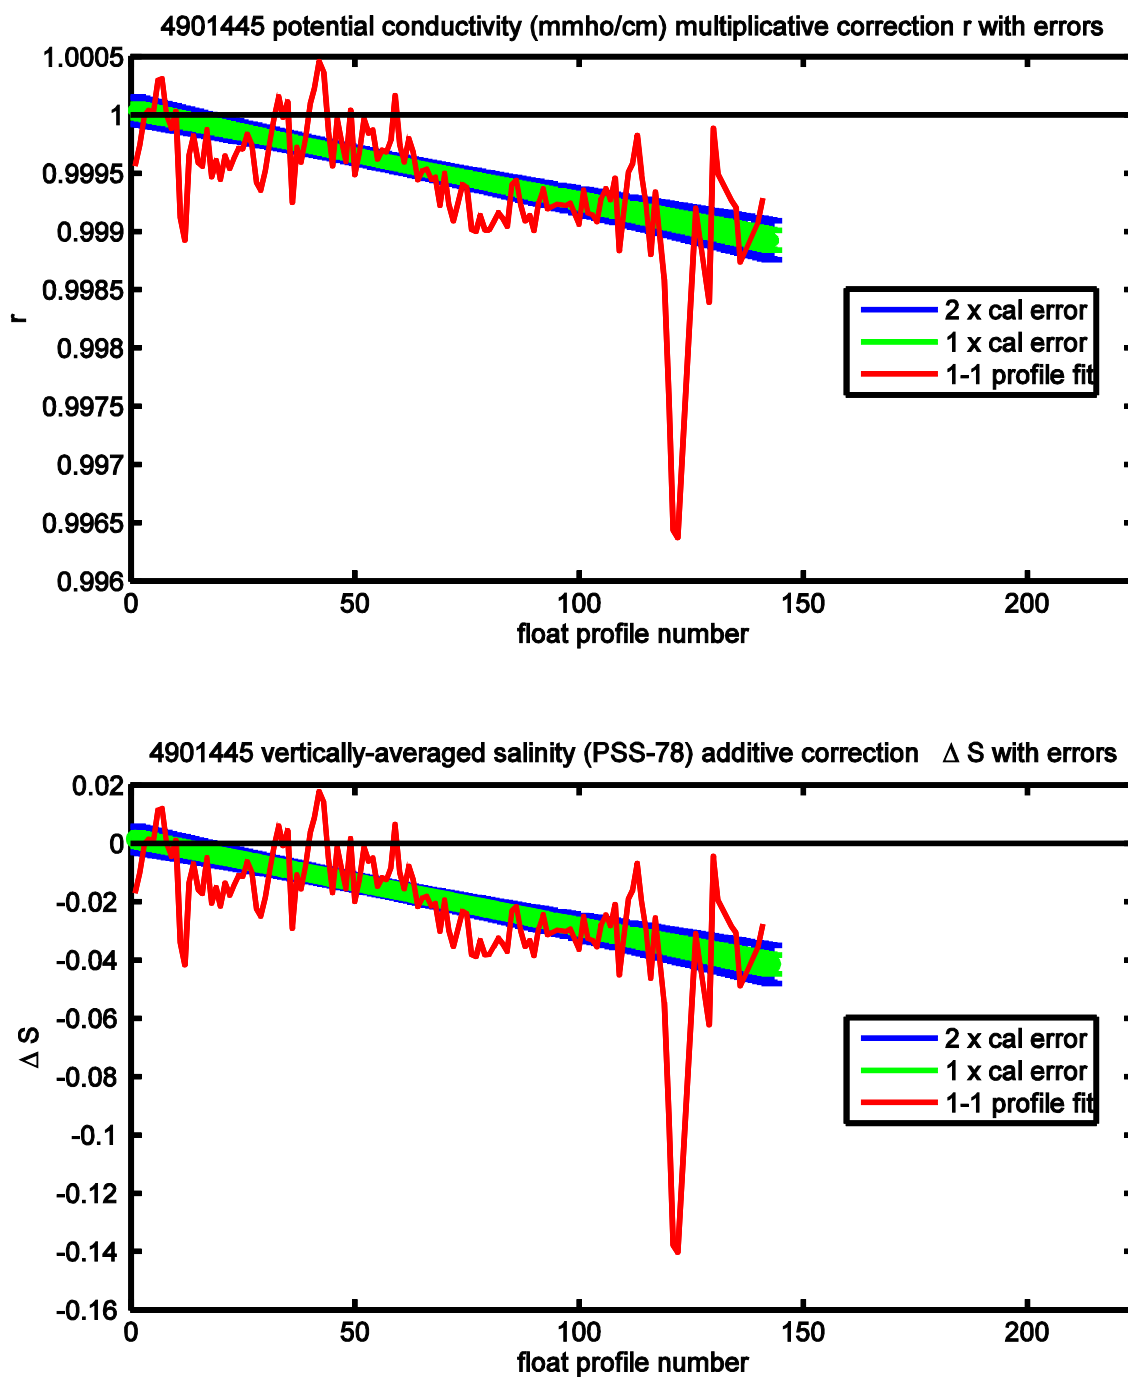 4901445 potential conductivity (mmho/cm) multiplicative correction r with errors
1.0005
1
0.9995
0.999
0.9985
0.998
0.9975
0.997
0.9965
0.996
r
2 x cal error
1 x cal error
1-1 profile fit
0 50 100 150 200
float profile number
4901445 vertically-averaged salinity (PSS-78) additive correction Δ S with errors
0.02
0
-0.02
-0.04
-0.06
-0.08
-0.1
-0.12
-0.14
-0.16
Δ S
2 x cal error
1 x cal error
1-1 profile fit
0 50 100 150 200
float profile number